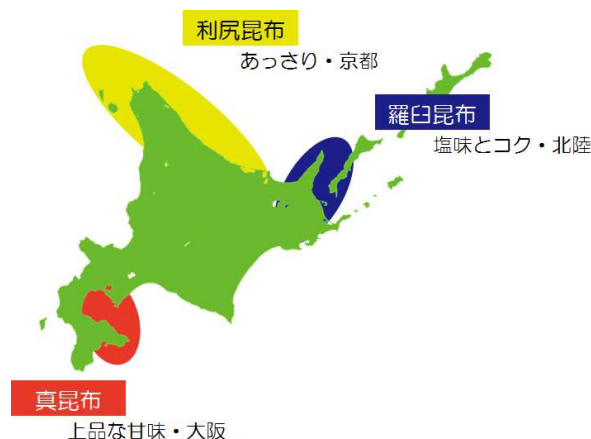 利尻昆布
あっさり・京都
羅臼昆布
塩味とコク・北陸
真昆布
上品な甘味・大阪